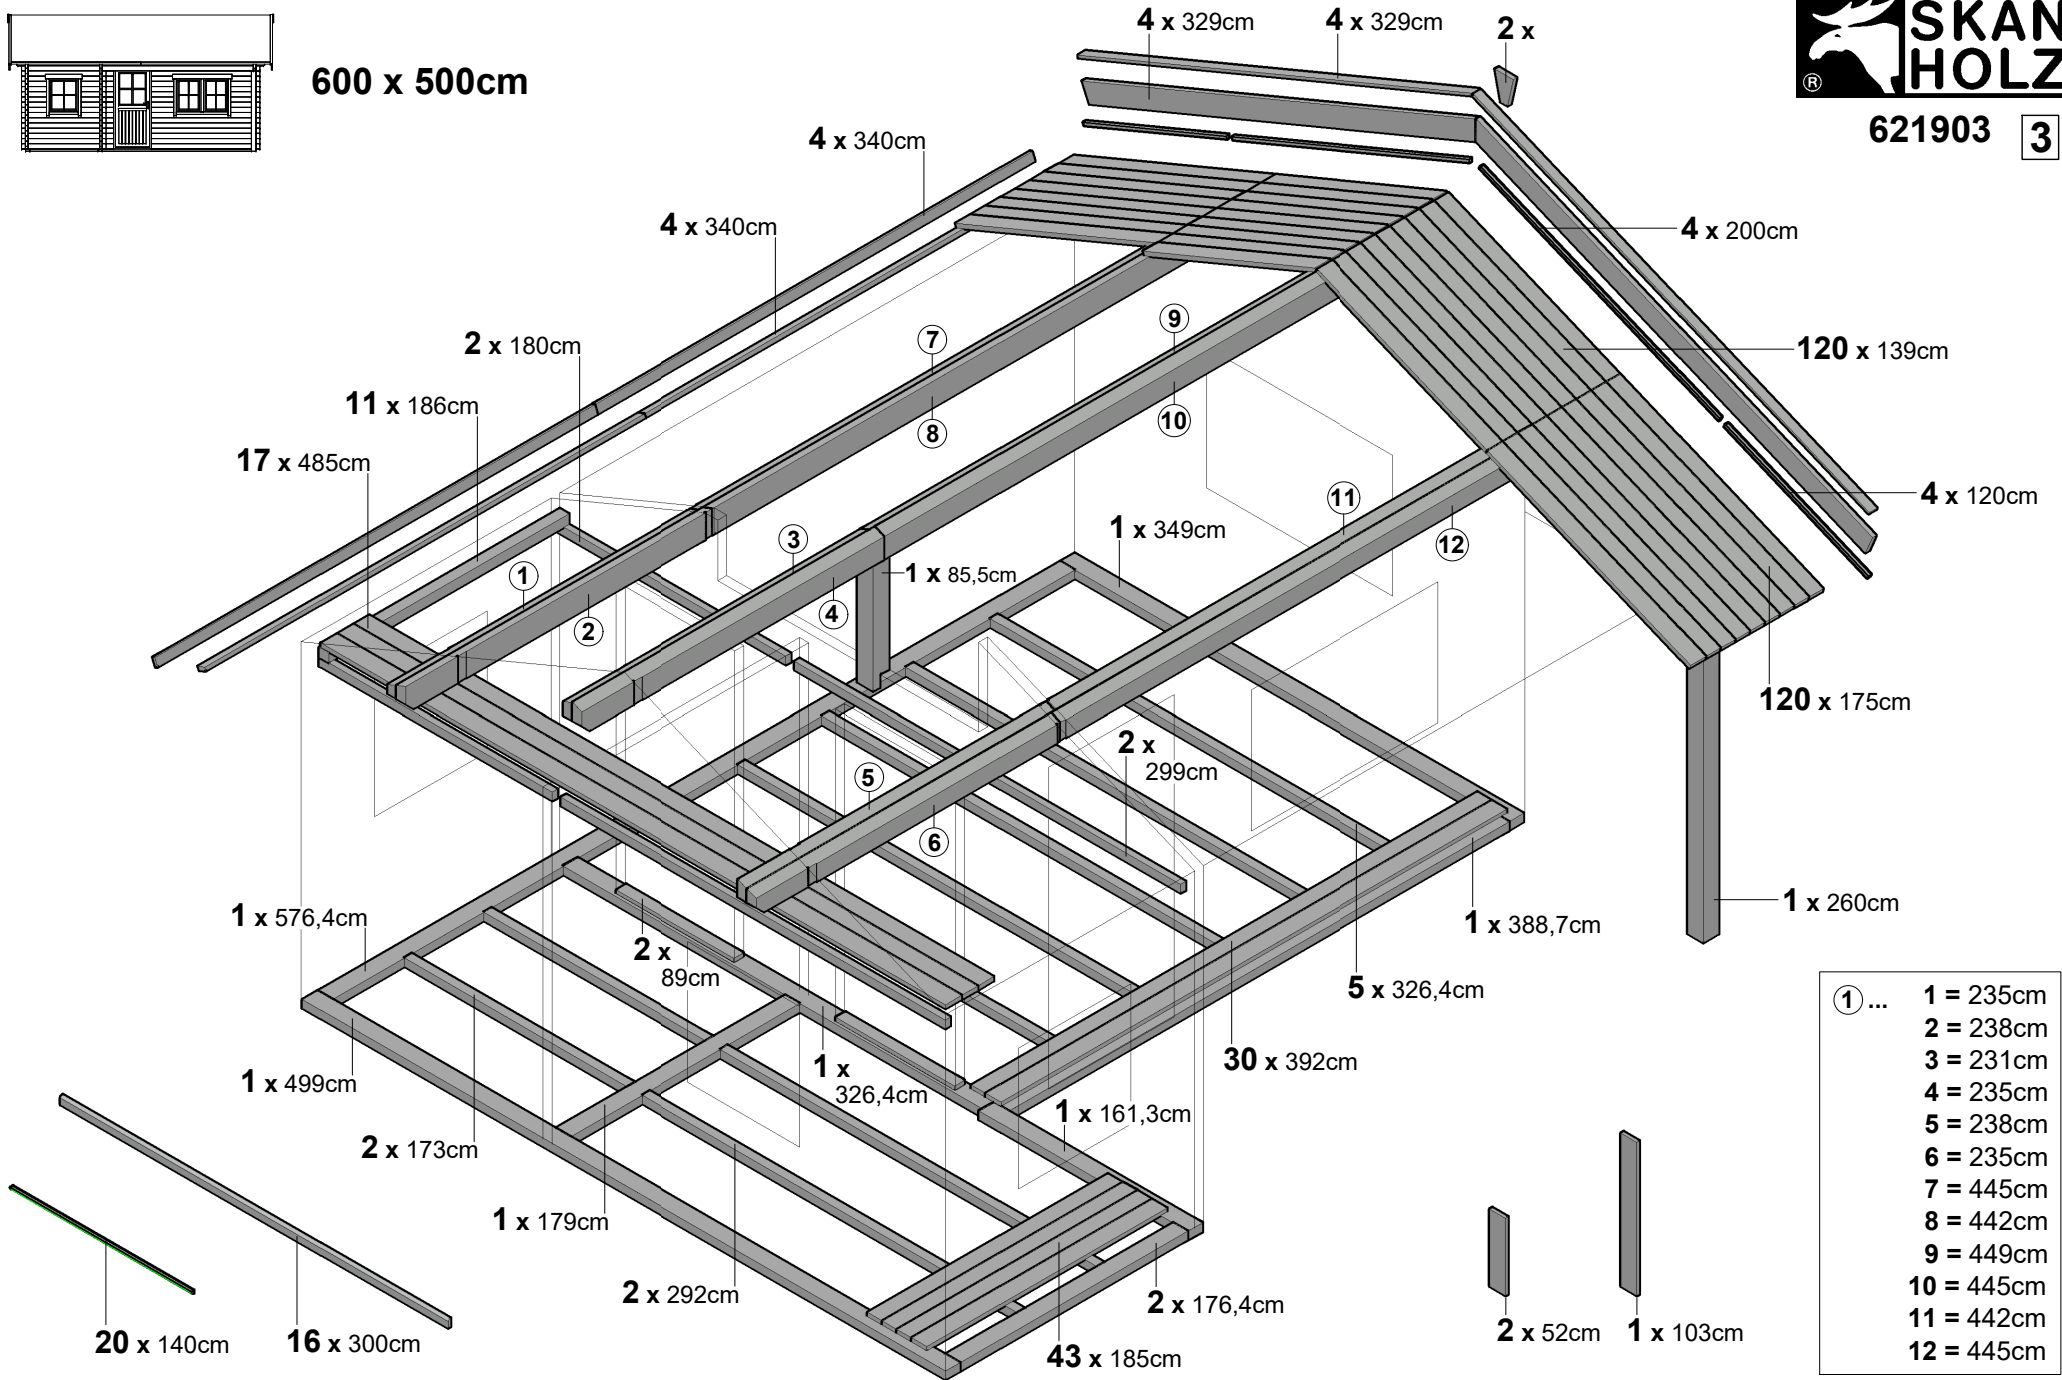 600 x 500cm
SKAN
HOLZ
®
621903 3
4 x 329cm
4 x 329cm
2 x
4 x 340cm
4 x 340cm
4 x 200cm
2 x 180cm
120 x 139cm
11 x 186cm
17 x 485cm
4 x 120cm
7
8
9
10
11
12
1 x 349cm
3
1 x 85,5cm
1
4
2
120 x 175cm
2 x
299cm
5
6
1 x 260cm
1 x 576,4cm
1 x 388,7cm
2 x
89cm
5 x 326,4cm
1 x 499cm
1 x
326,4cm
30 x 392cm
1 x 161,3cm
2 x 173cm
1 x 179cm
2 x 292cm
2 x 176,4cm
20 x 140cm
16 x 300cm
43 x 185cm
2 x 52cm
1 x 103cm
1 ... 1 = 235cm
2 = 238cm
3 = 231cm
4 = 235cm
5 = 238cm
6 = 235cm
7 = 445cm
8 = 442cm
9 = 449cm
10 = 445cm
11 = 442cm
12 = 445cm